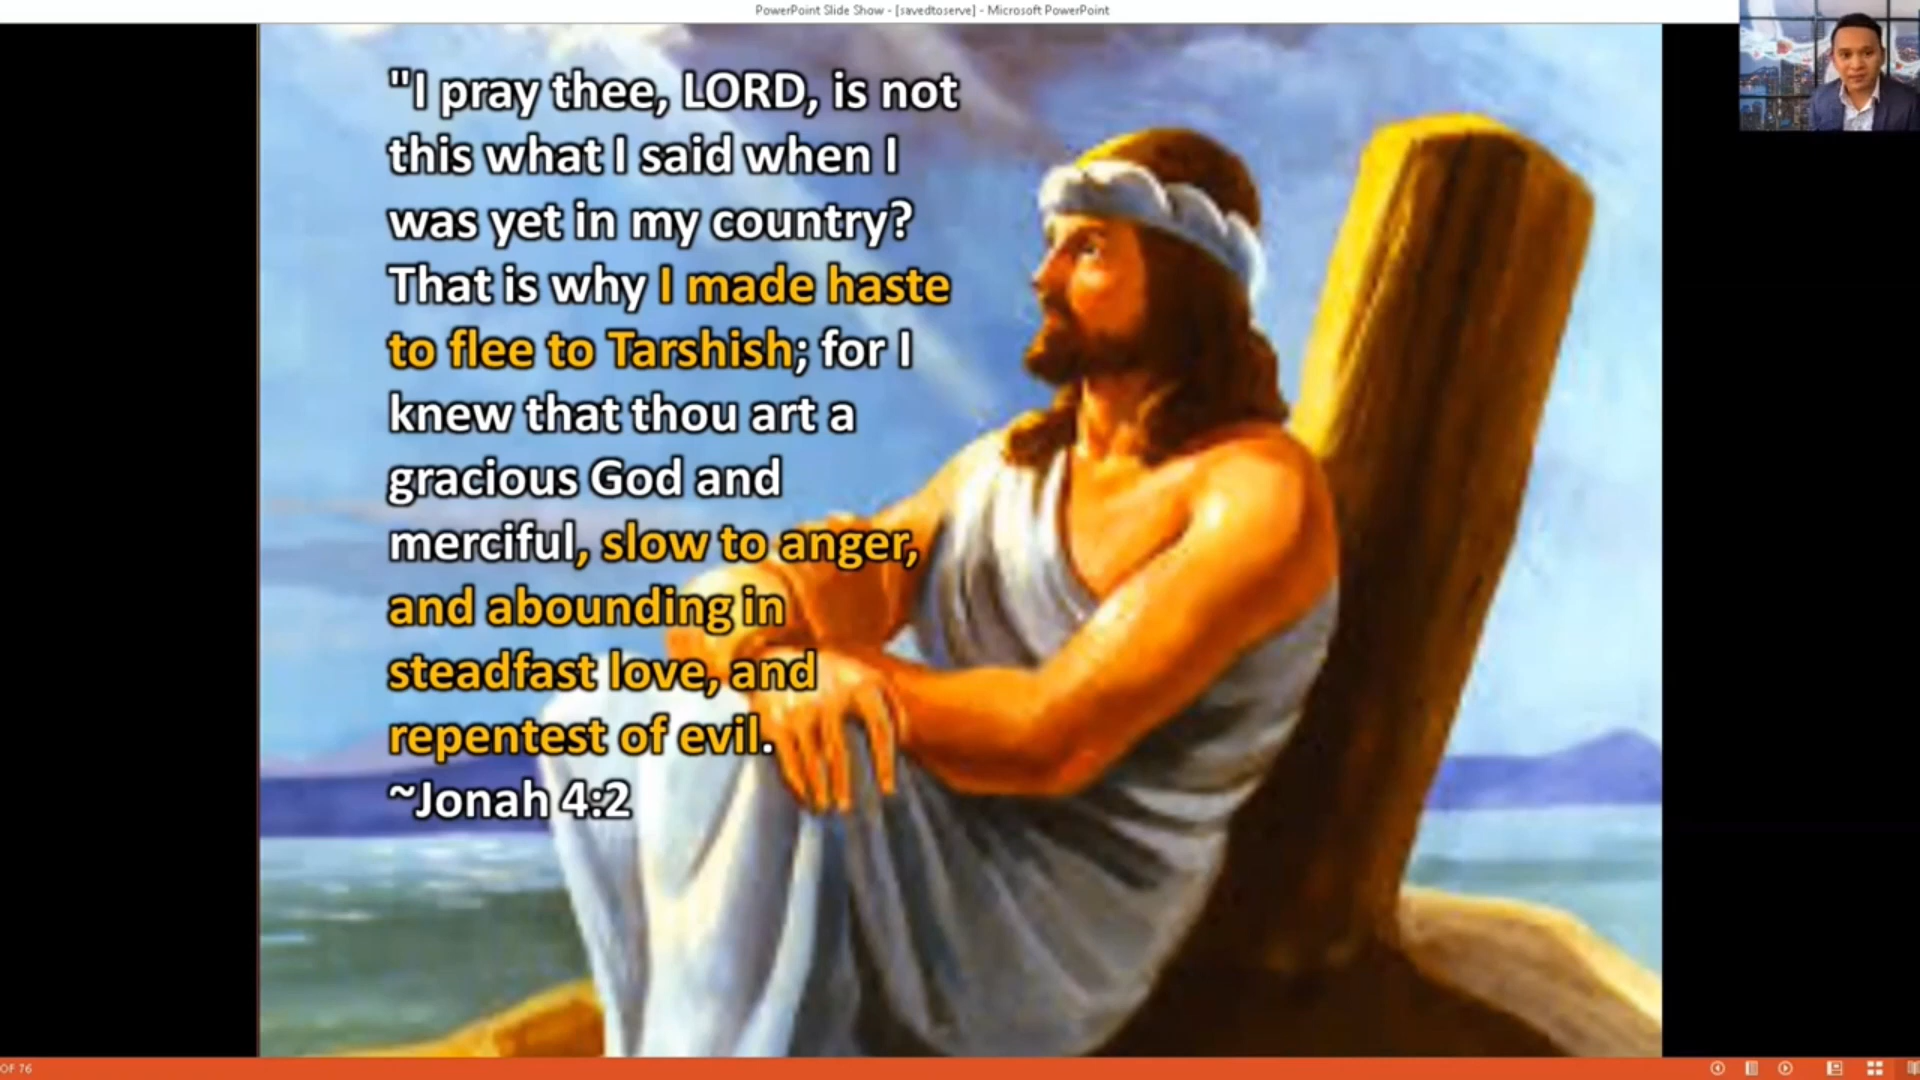 PowerPoint Slide Show - [savedtoserve] - Microsoft PowerPoint
"I pray thee, LORD, is not
this what I said when I
was yet in my country?
That is why I made haste
to flee to Tarshish; for I
knew that thou art a
gracious God and
merciful, slow to anger,
and abounding in
steadfast love, and
repentest of evil.
~Jonah 4:2
OF 76